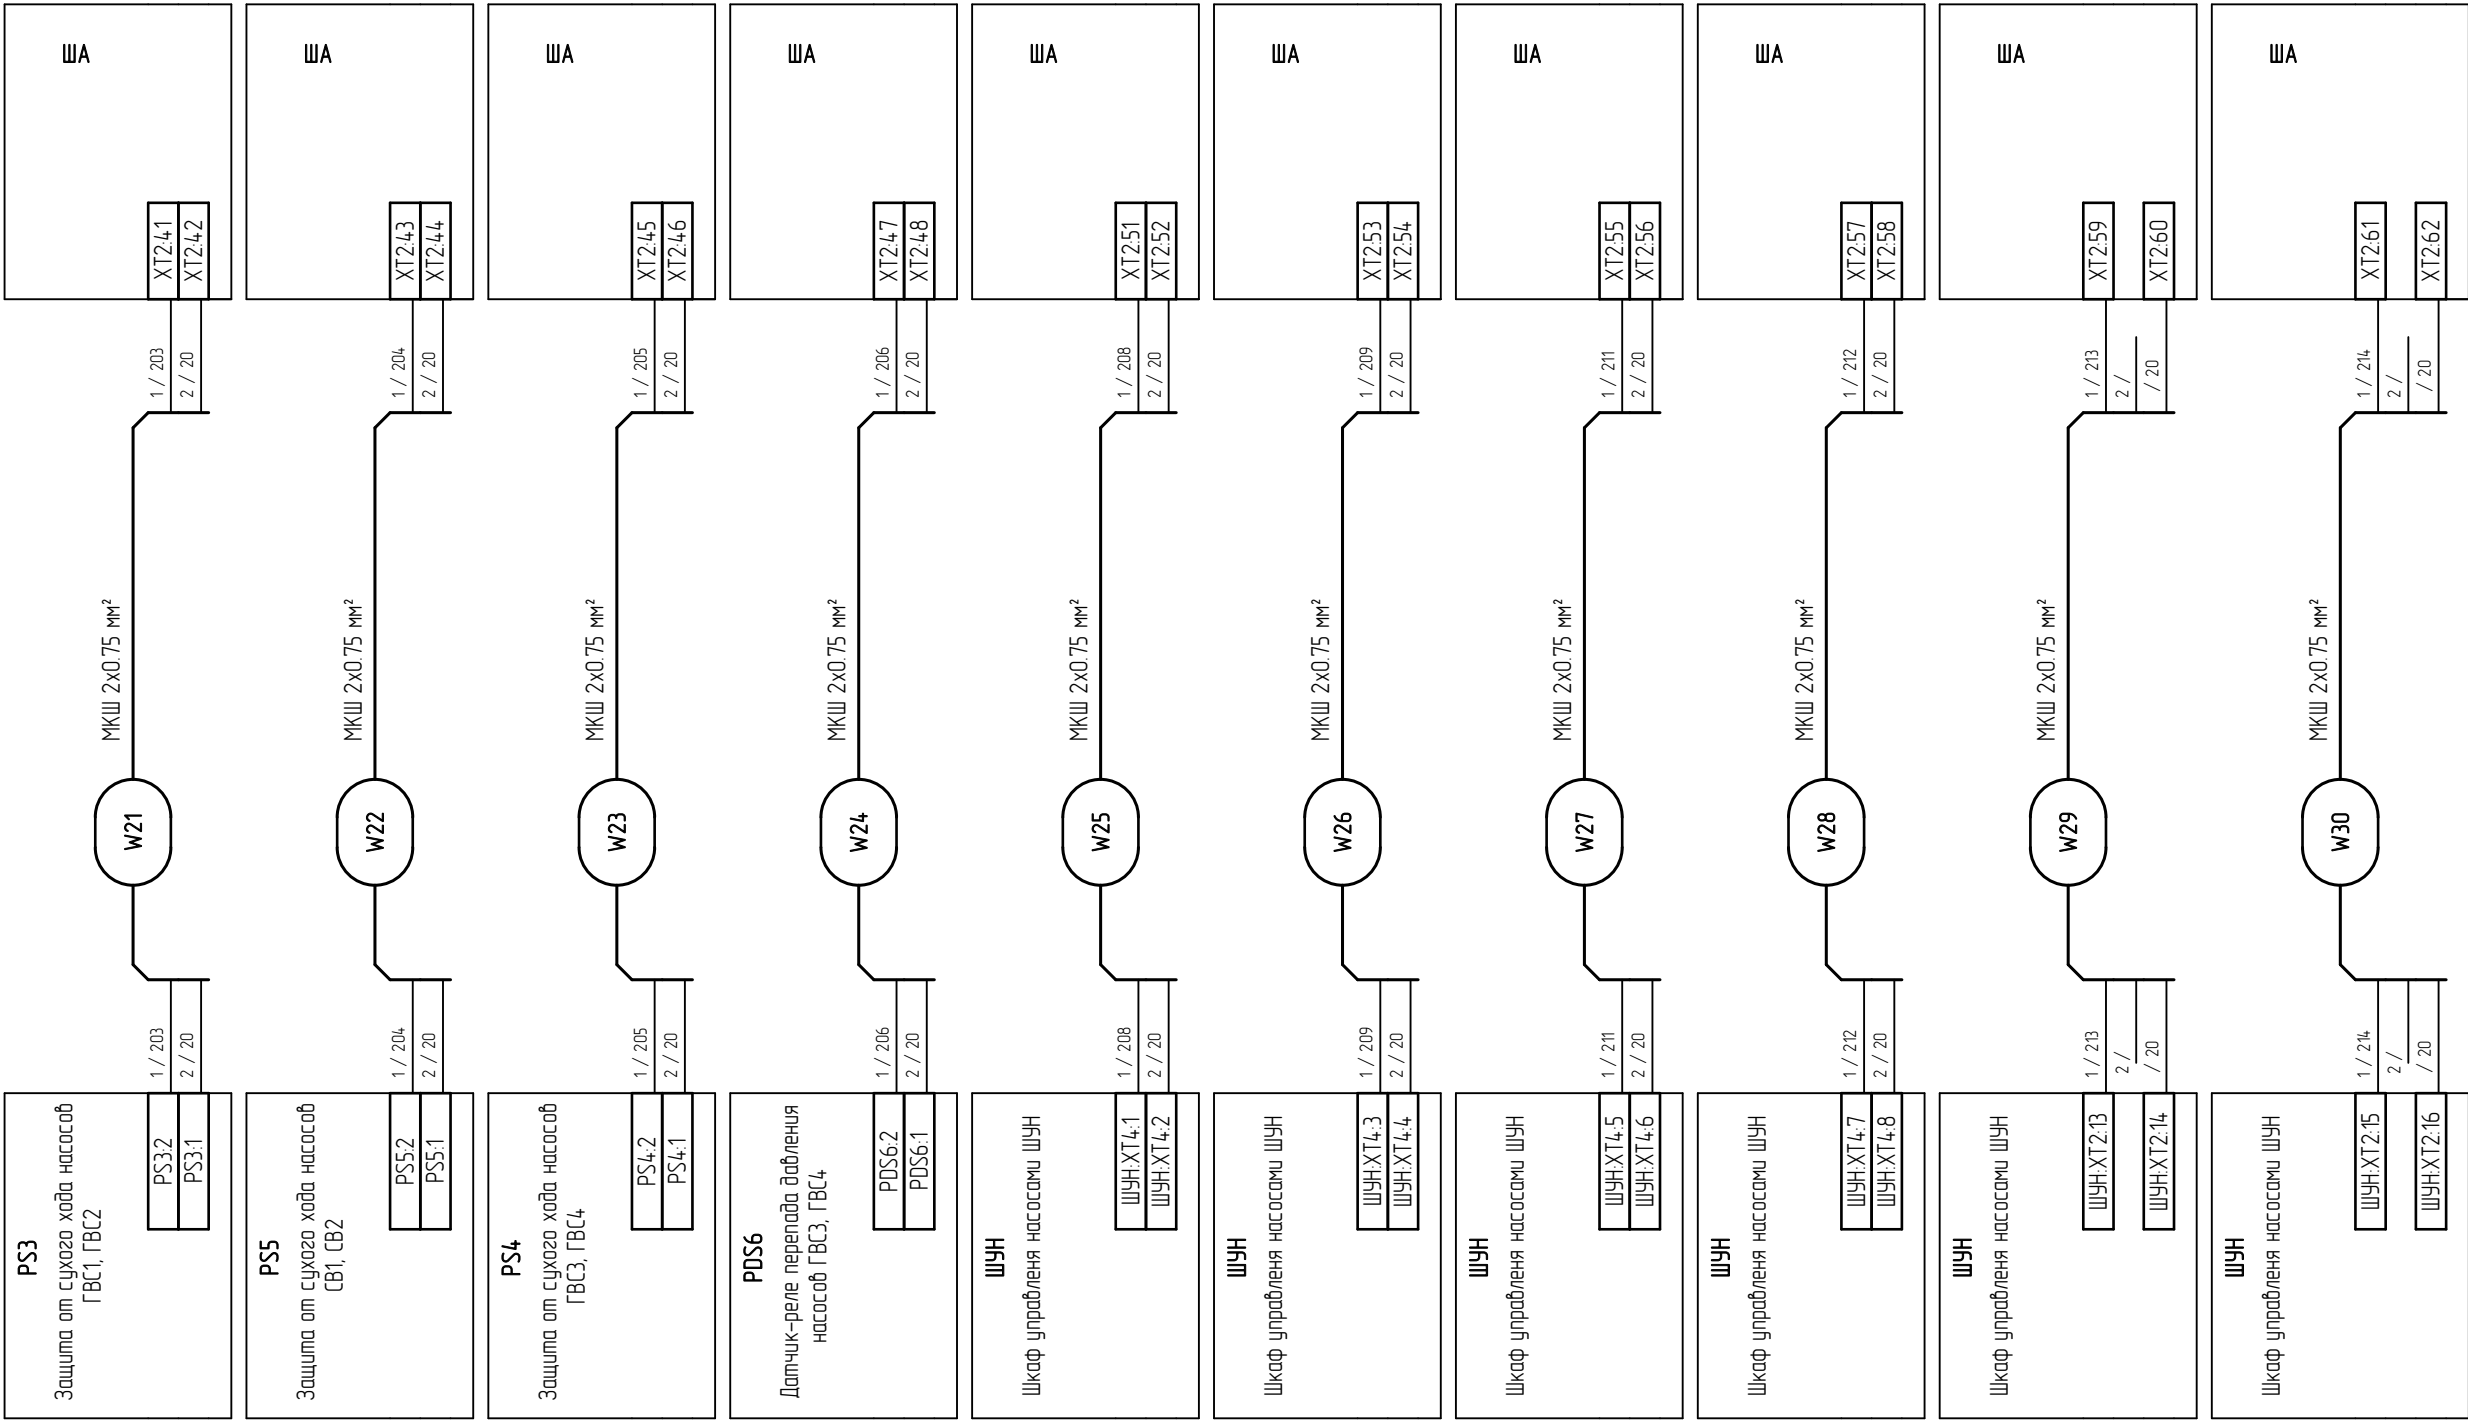 PS3
Защита от сухого хода насосов
ГВС1, ГВС2
PS3:2
PS3:1
1 / 203
2 / 20
W21
МКШ 2х0.75 мм²
1 / 203
2 / 20
XT2:41
XT2:42
ША
PS5
Защита от сухого хода насосов
СВ1, СВ2
PS5:2
PS5:1
1 / 204
2 / 20
W22
МКШ 2х0.75 мм²
1 / 204
2 / 20
XT2:43
XT2:44
ША
PS4
Защита от сухого хода насосов
ГВС3, ГВС4
PS4:2
PS4:1
1 / 205
2 / 20
W23
МКШ 2х0.75 мм²
1 / 205
2 / 20
XT2:45
XT2:46
ША
PDS6
Датчик-реле перепада давления
насосов ГВС3, ГВС4
PDS6:2
PDS6:1
1 / 206
2 / 20
W24
МКШ 2х0.75 мм²
1 / 206
2 / 20
XT2:47
XT2:48
ША
ШУН
Шкаф управленя насосами ШУН
ШУН:XT4:1
ШУН:XT4:2
1 / 208
2 / 20
W25
МКШ 2х0.75 мм²
1 / 208
2 / 20
XT2:51
XT2:52
ША
ШУН
Шкаф управленя насосами ШУН
ШУН:XT4:3
ШУН:XT4:4
1 / 209
2 / 20
W26
МКШ 2х0.75 мм²
1 / 209
2 / 20
XT2:53
XT2:54
ША
ШУН
Шкаф управленя насосами ШУН
ШУН:XT4:5
ШУН:XT4:6
1 / 211
2 / 20
W27
МКШ 2х0.75 мм²
1 / 211
2 / 20
XT2:55
XT2:56
ША
ШУН
Шкаф управленя насосами ШУН
ШУН:XT4:7
ШУН:XT4:8
1 / 212
2 / 20
W28
МКШ 2х0.75 мм²
1 / 212
2 / 20
XT2:57
XT2:58
ША
ШУН
Шкаф управленя насосами ШУН
ШУН:XT2:13
ШУН:XT2:14
1 / 213
2 /
/ 20
W29
МКШ 2х0.75 мм²
1 / 213
2 /
/ 20
XT2:59
XT2:60
ША
ШУН
Шкаф управленя насосами ШУН
ШУН:XT2:15
ШУН:XT2:16
1 / 214
2 /
/ 20
W30
МКШ 2х0.75 мм²
1 / 214
2 /
/ 20
XT2:61
XT2:62
ША